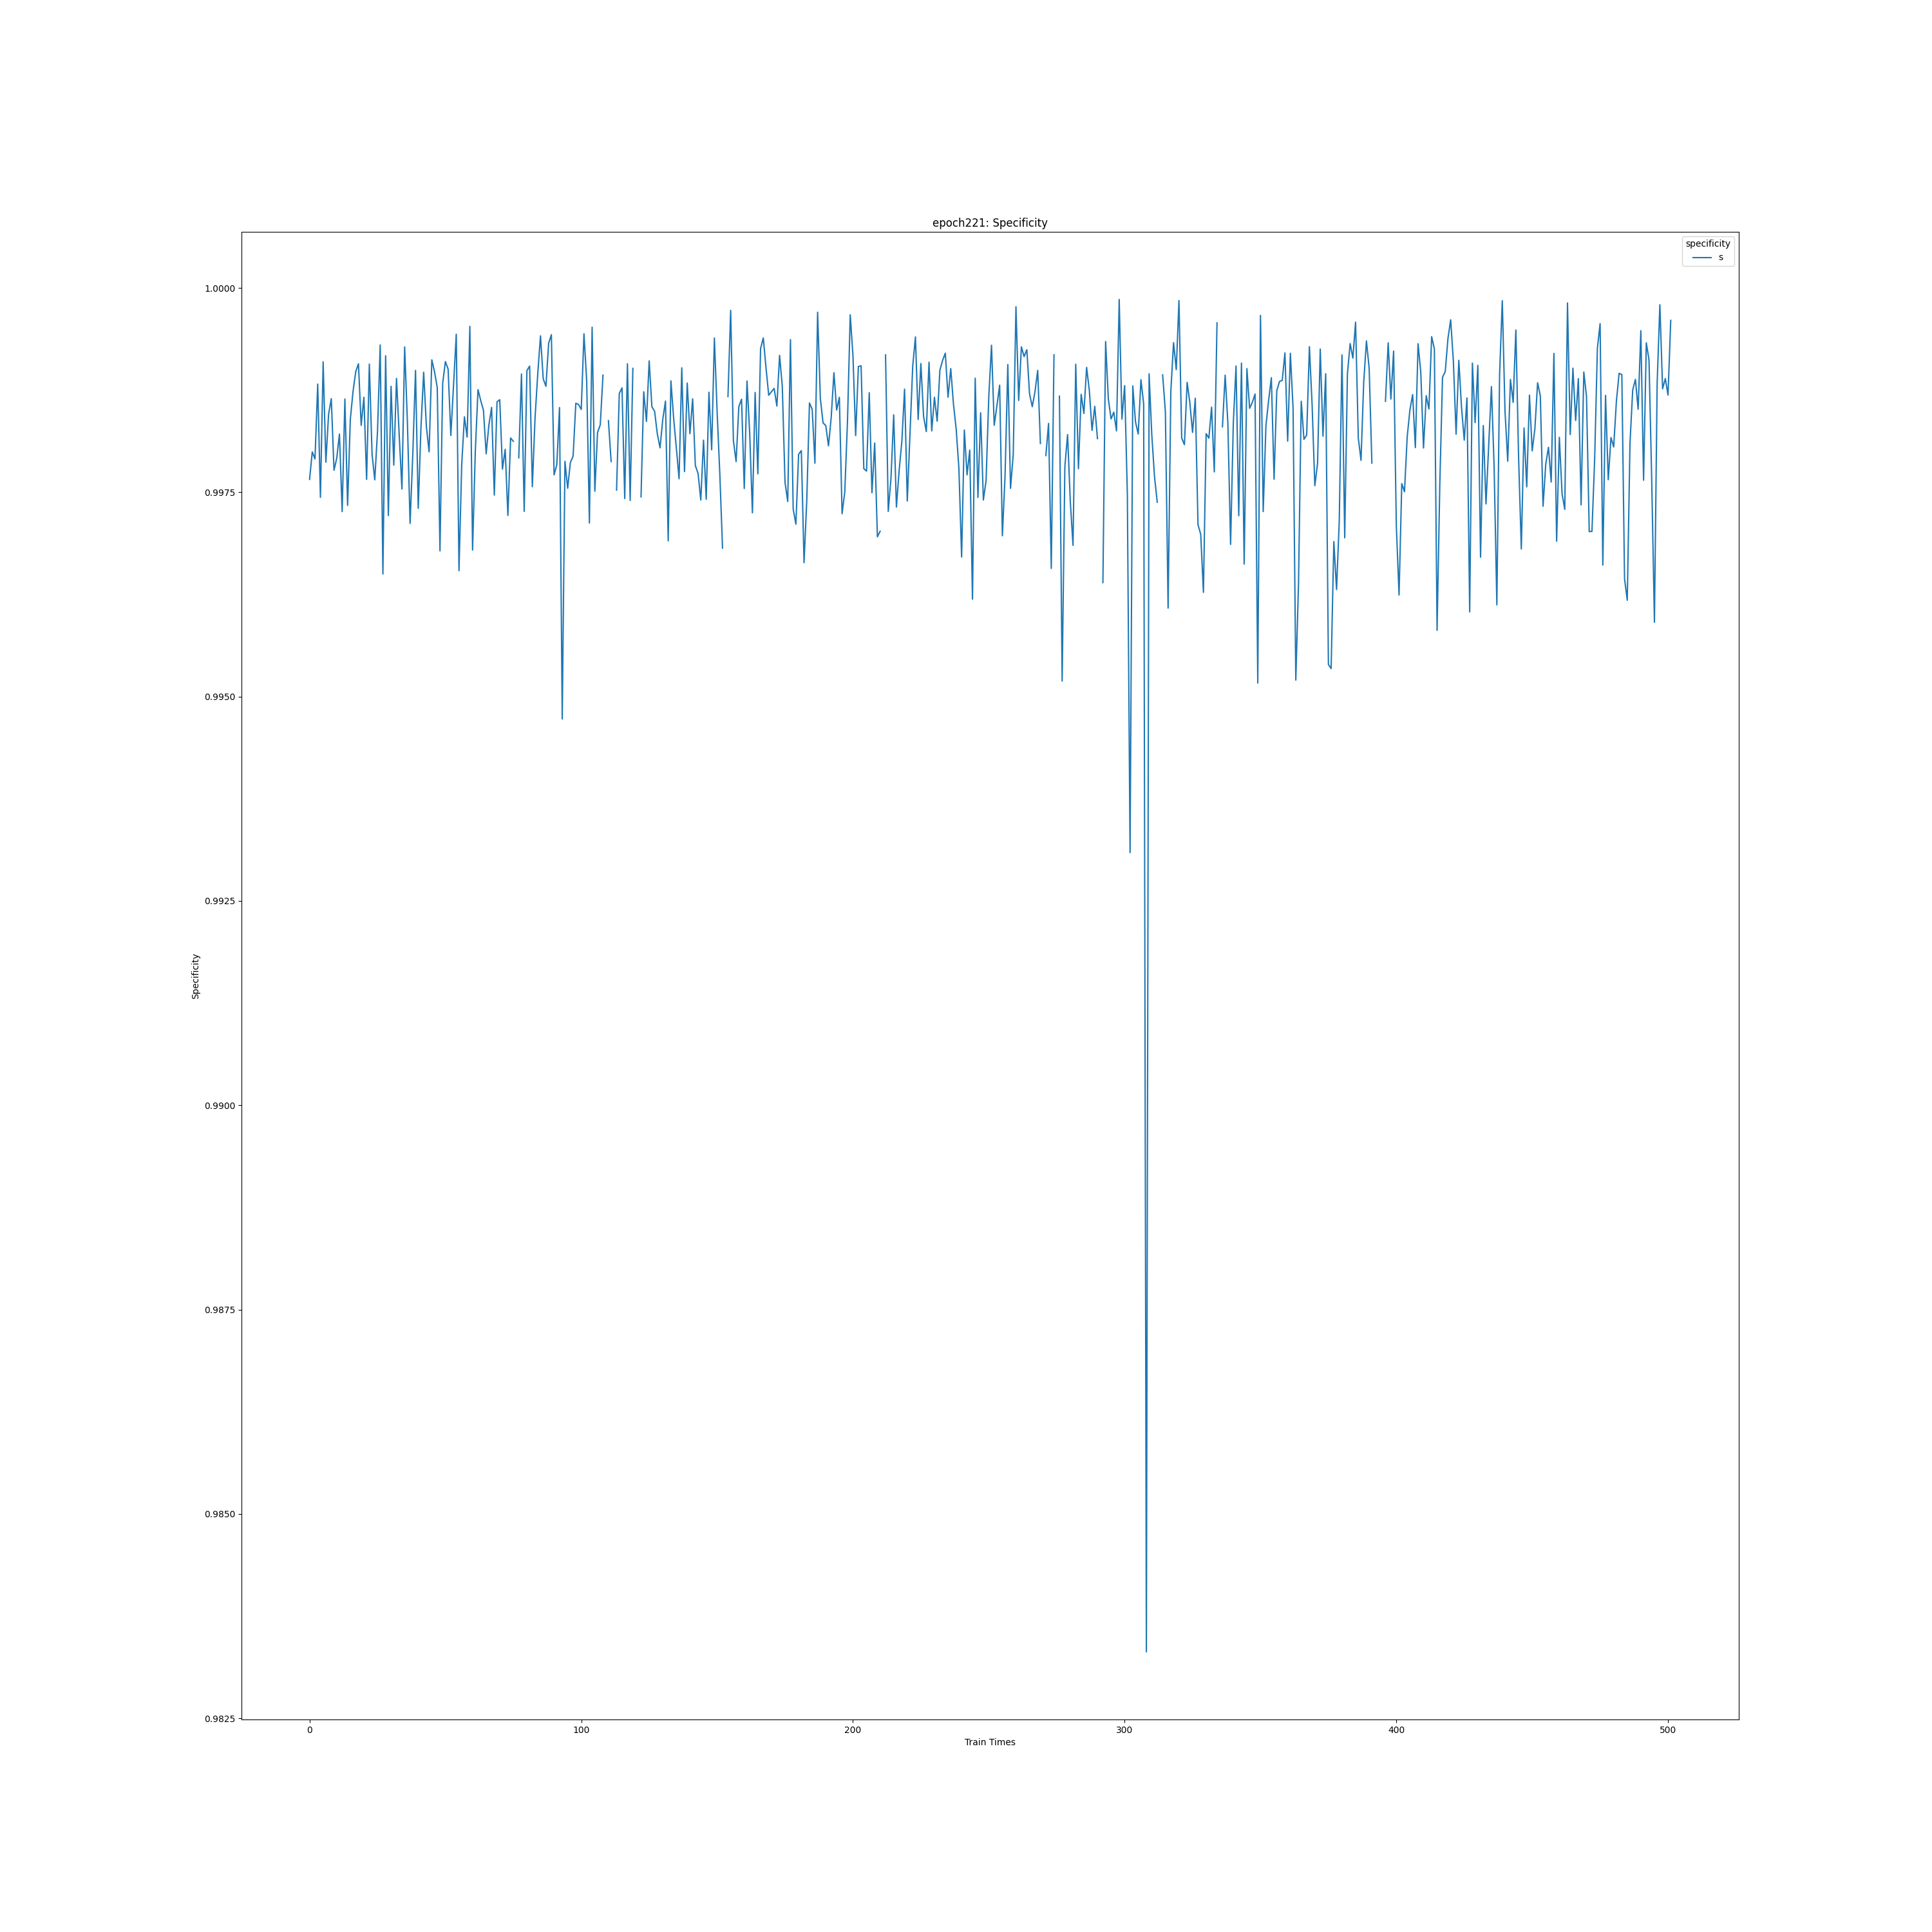 epoch221: Specificity
specificity
s
1.0000
0.9975
0.9950
0.9925
0.9900
0.9875
0.9850
0.9825
Specificity
0 100 200 300 400 500
Train Times